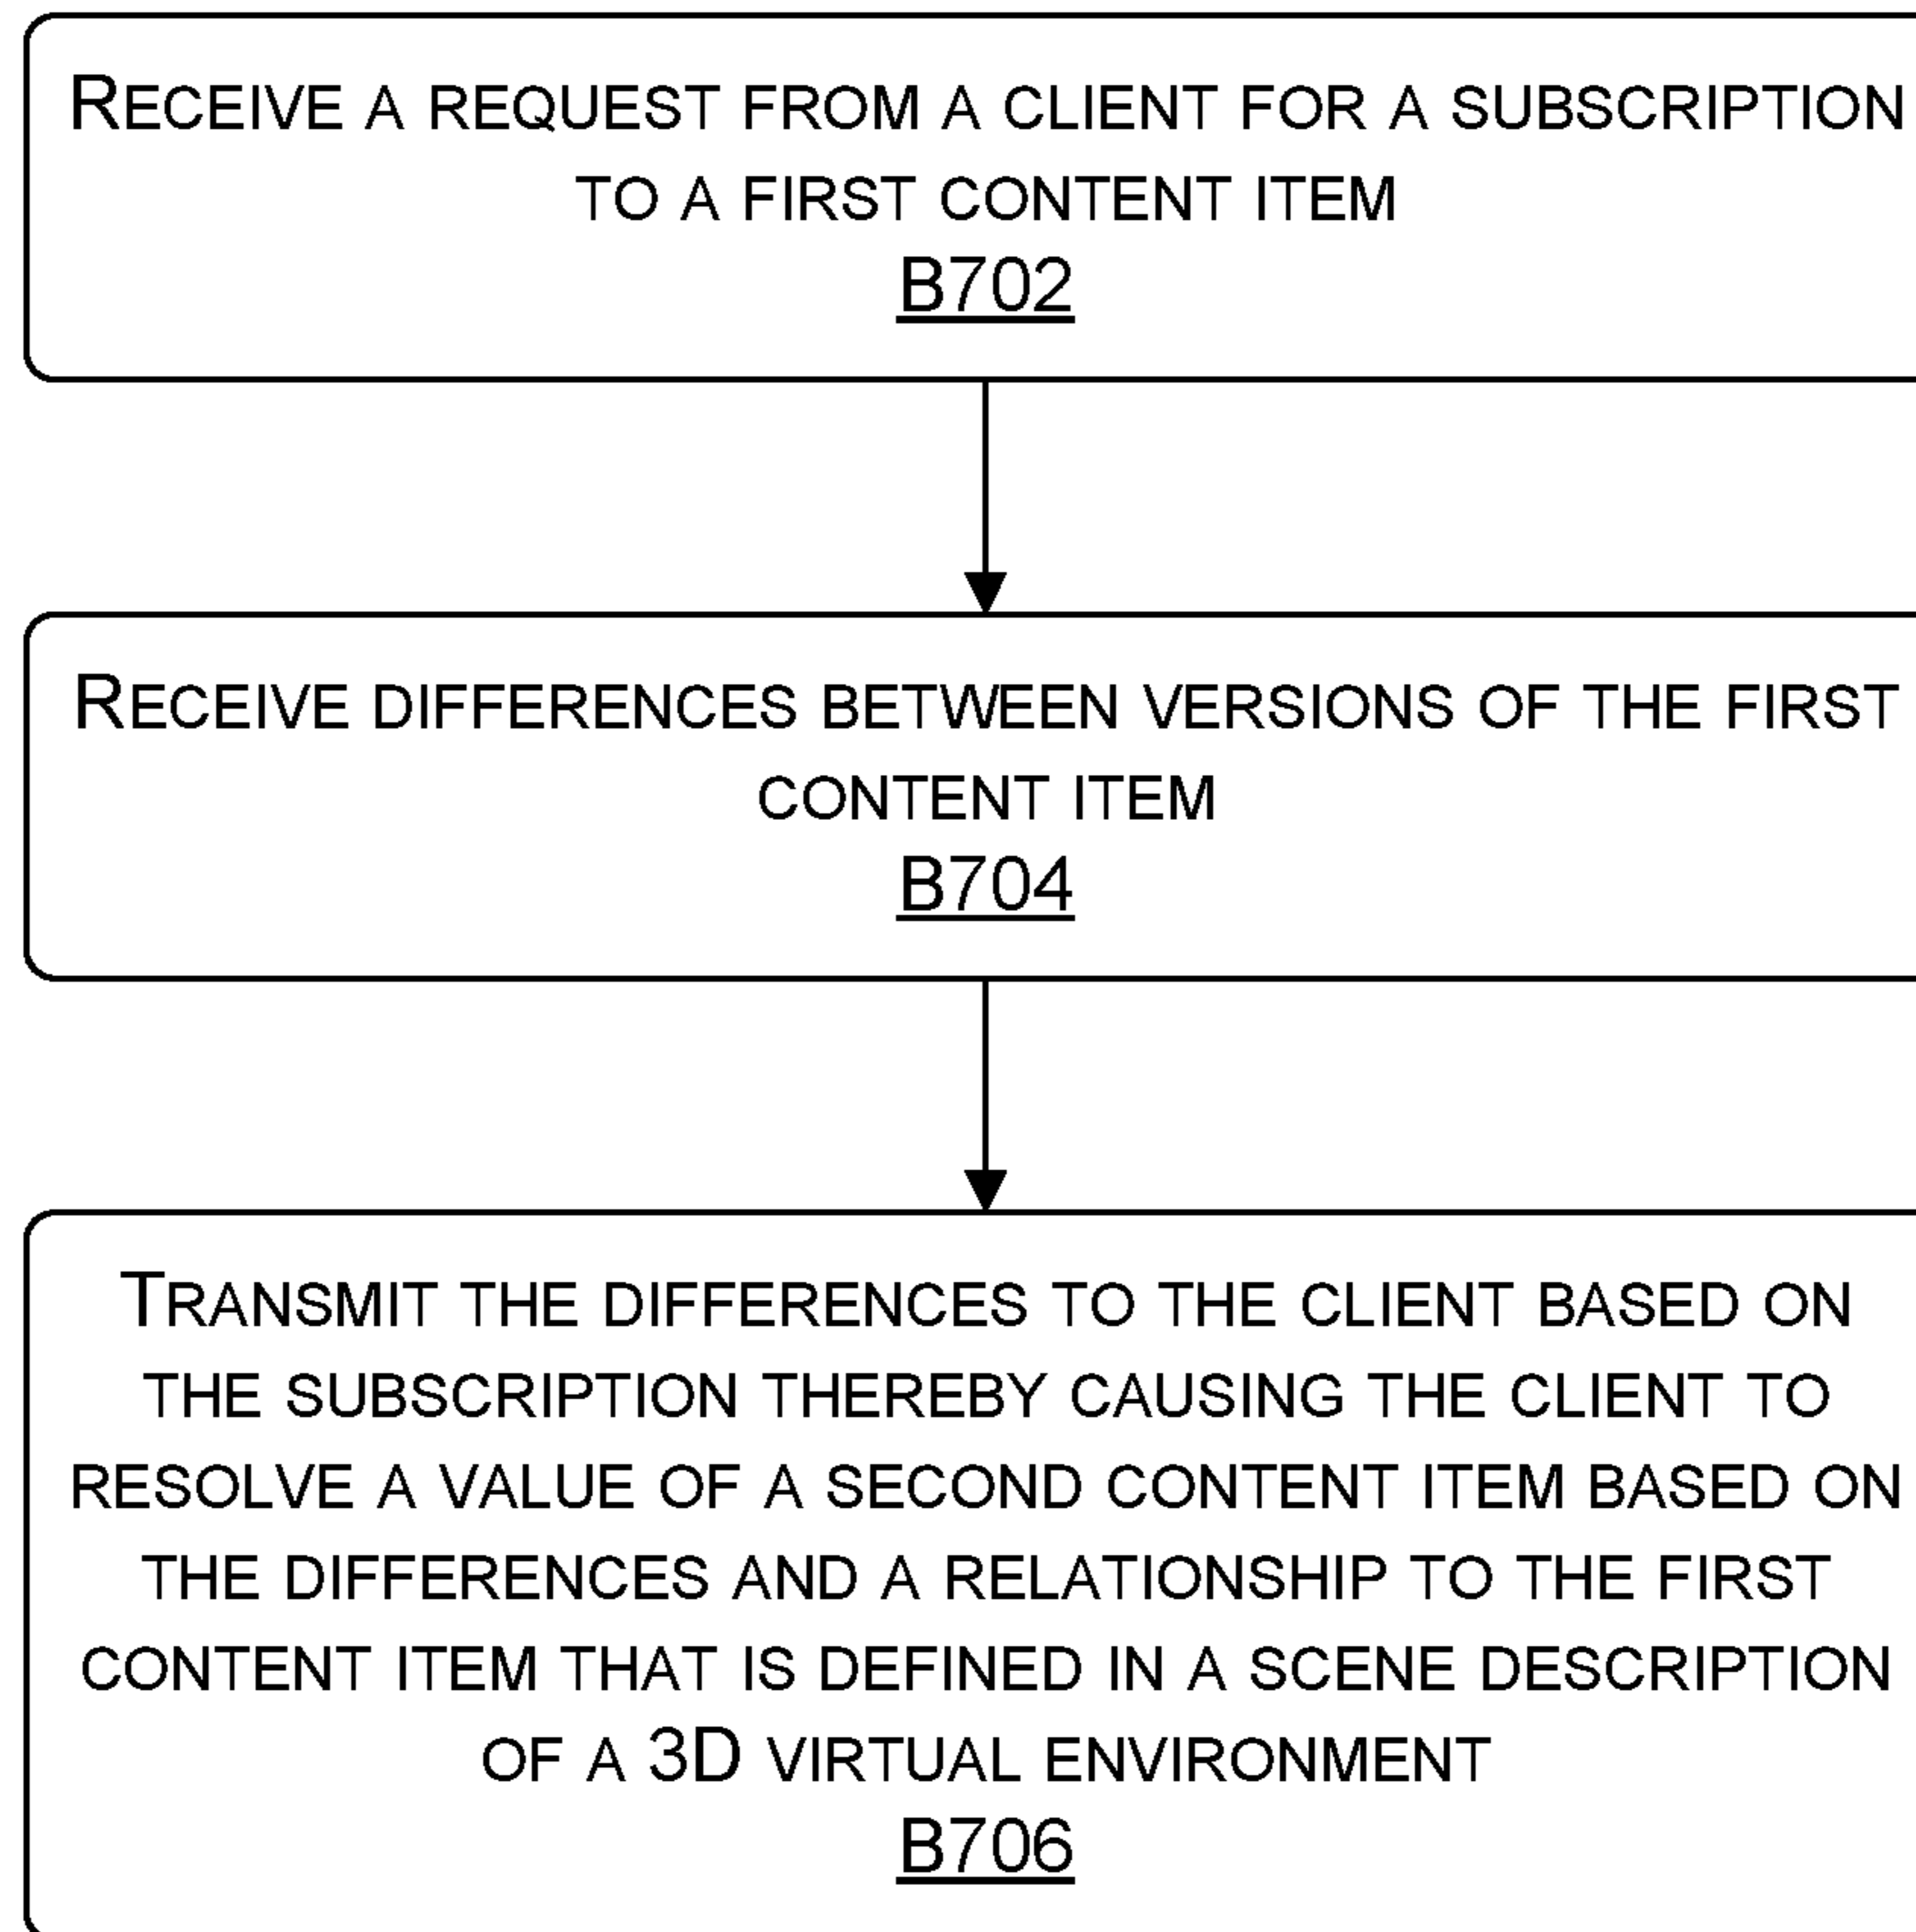 RECEIVE A REQUEST FROM A CLIENT FOR A SUBSCRIPTION
TO A FIRST CONTENT ITEM
B702
RECEIVE DIFFERENCES BETWEEN VERSIONS OF THE FIRST
CONTENT ITEM
B704
TRANSMIT THE DIFFERENCES TO THE CLIENT BASED ON
THE SUBSCRIPTION THEREBY CAUSING THE CLIENT TO
RESOLVE A VALUE OF A SECOND CONTENT ITEM BASED ON
THE DIFFERENCES AND A RELATIONSHIP TO THE FIRST
CONTENT ITEM THAT IS DEFINED IN A SCENE DESCRIPTION
OF A 3D VIRTUAL ENVIRONMENT
B706